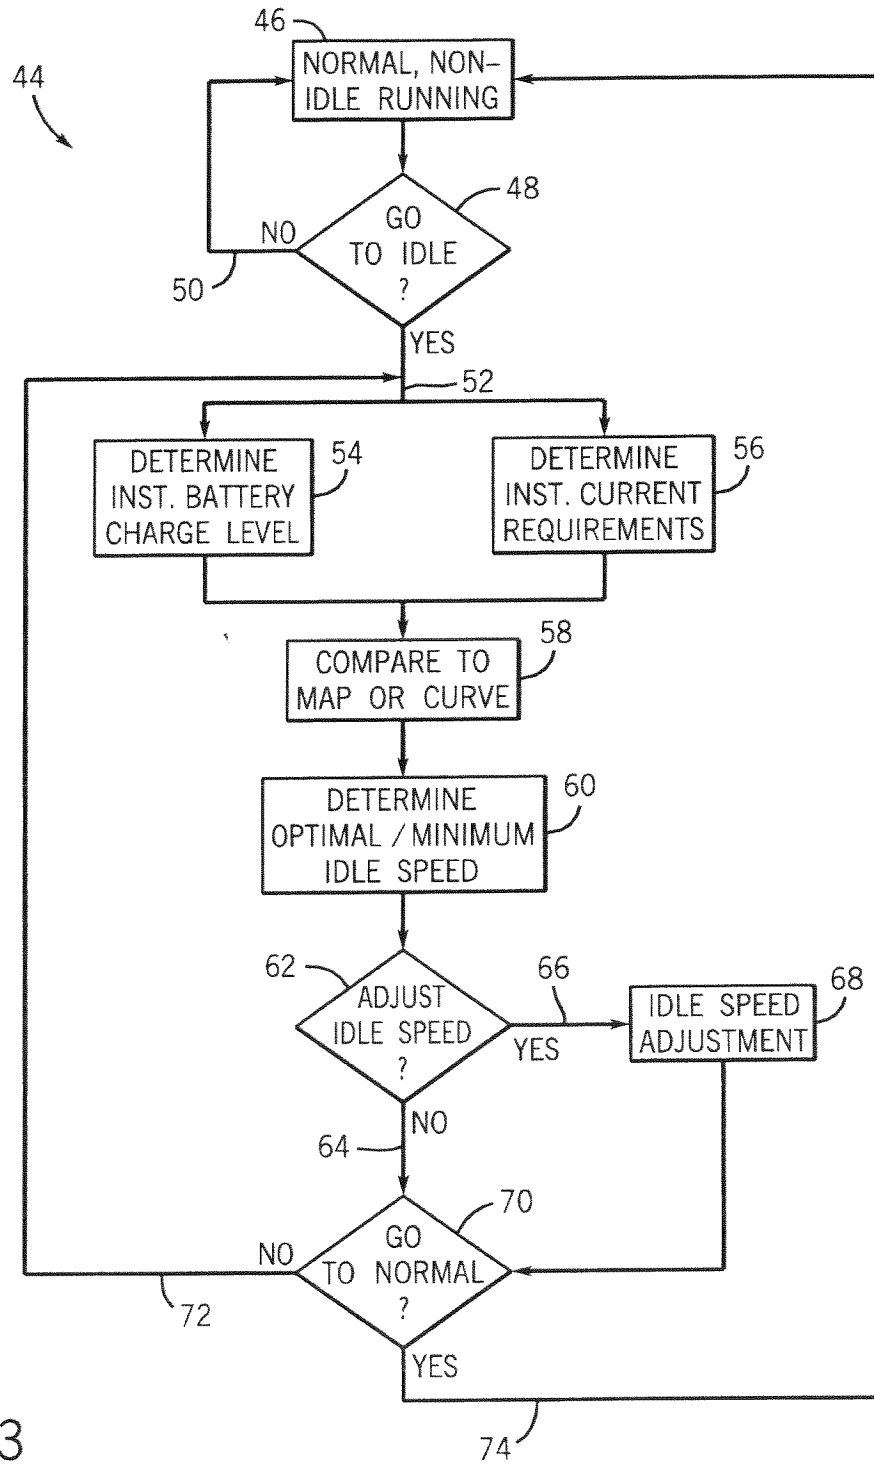 46
NORMAL, NON-
IDLE RUNNING
44
48
GO
TO IDLE
?
NO
50
YES
52
DETERMINE
INST. BATTERY
CHARGE LEVEL
54
DETERMINE
INST. CURRENT
REQUIREMENTS
56
COMPARE TO
MAP OR CURVE
58
DETERMINE
OPTIMAL / MINIMUM
IDLE SPEED
60
62
ADJUST
IDLE SPEED
?
66
YES
IDLE SPEED
ADJUSTMENT
68
NO
64
70
GO
TO NORMAL
?
NO
72
YES
74
3